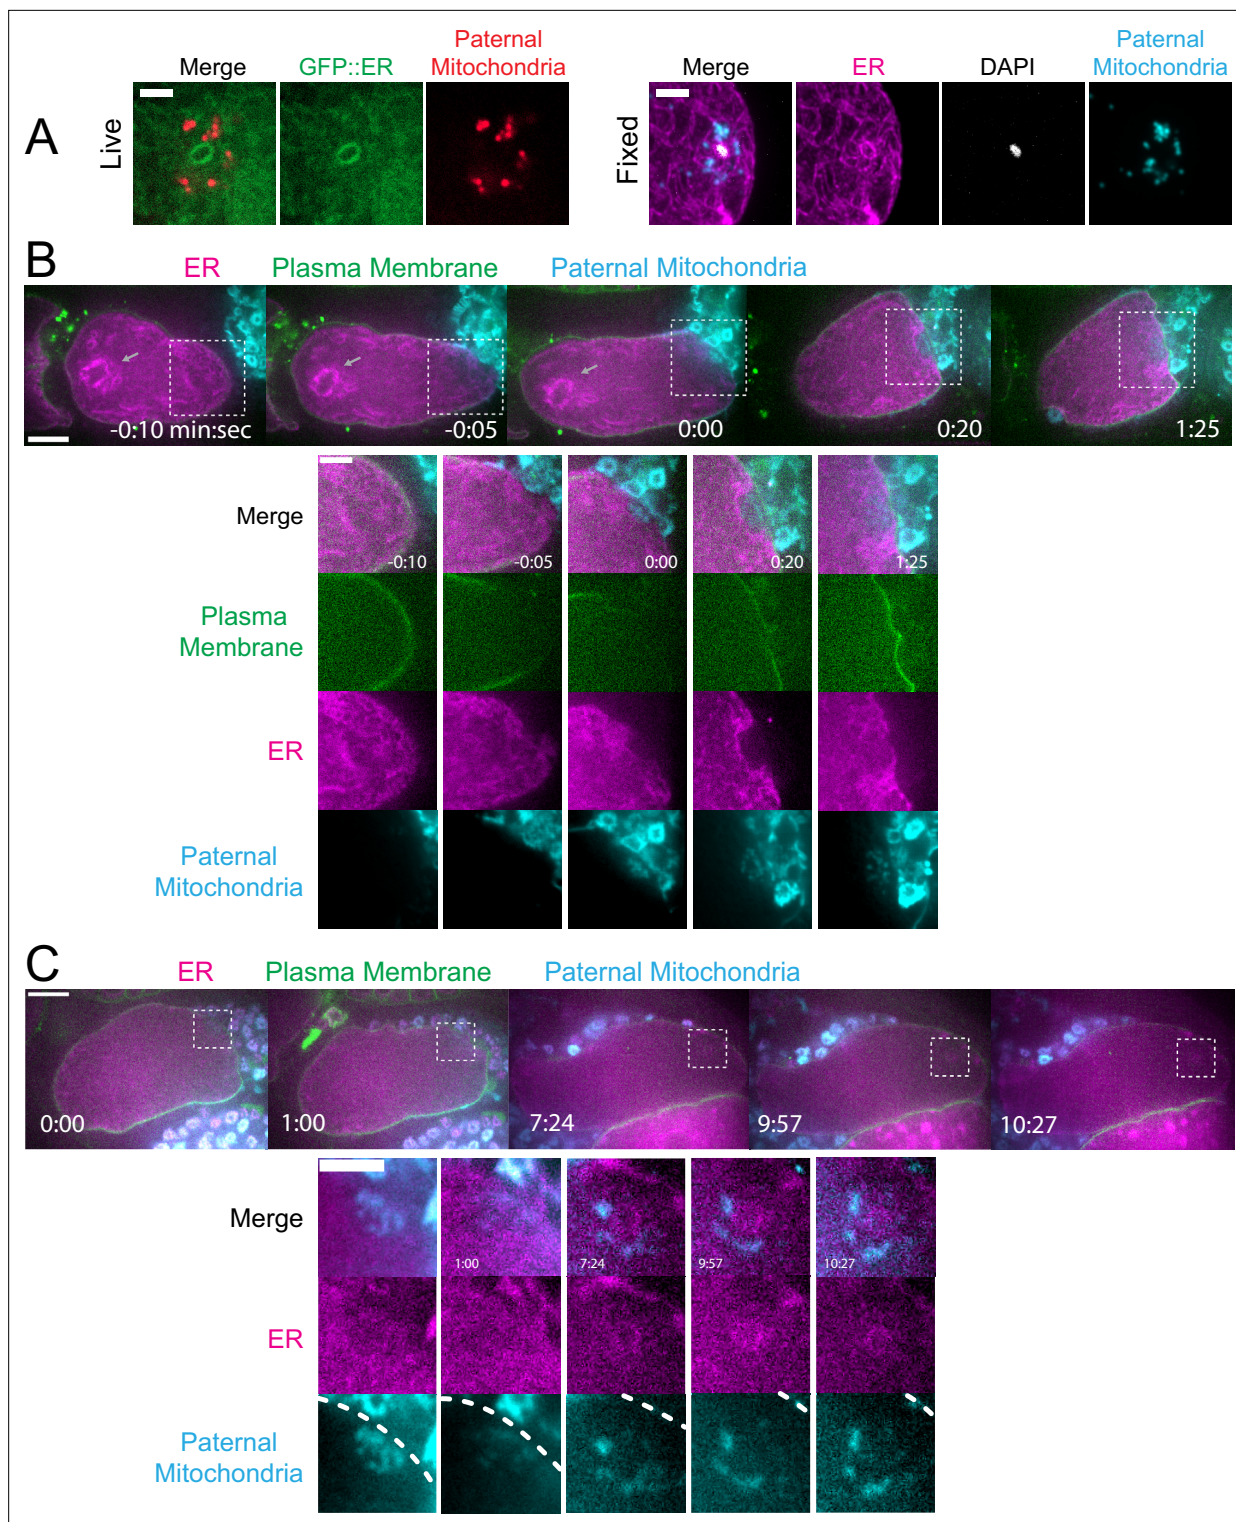 A
Live
Merge
GFP::ER
Paternal
Mitochondria
Fixed
Merge
ER
DAPI
Paternal
Mitochondria
B
ER
Plasma Membrane
Paternal Mitochondria
-0:10 min:sec
-0:05
0:00
0:20
1:25
Merge
-0:10
-0:05
0:00
0:20
1:25
Plasma
Membrane
ER
Paternal
Mitochondria
C
ER
Plasma Membrane
Paternal Mitochondria
0:00
1:00
7:24
9:57
10:27
Merge
1:00
7:24
9:57
10:27
ER
Paternal
Mitochondria